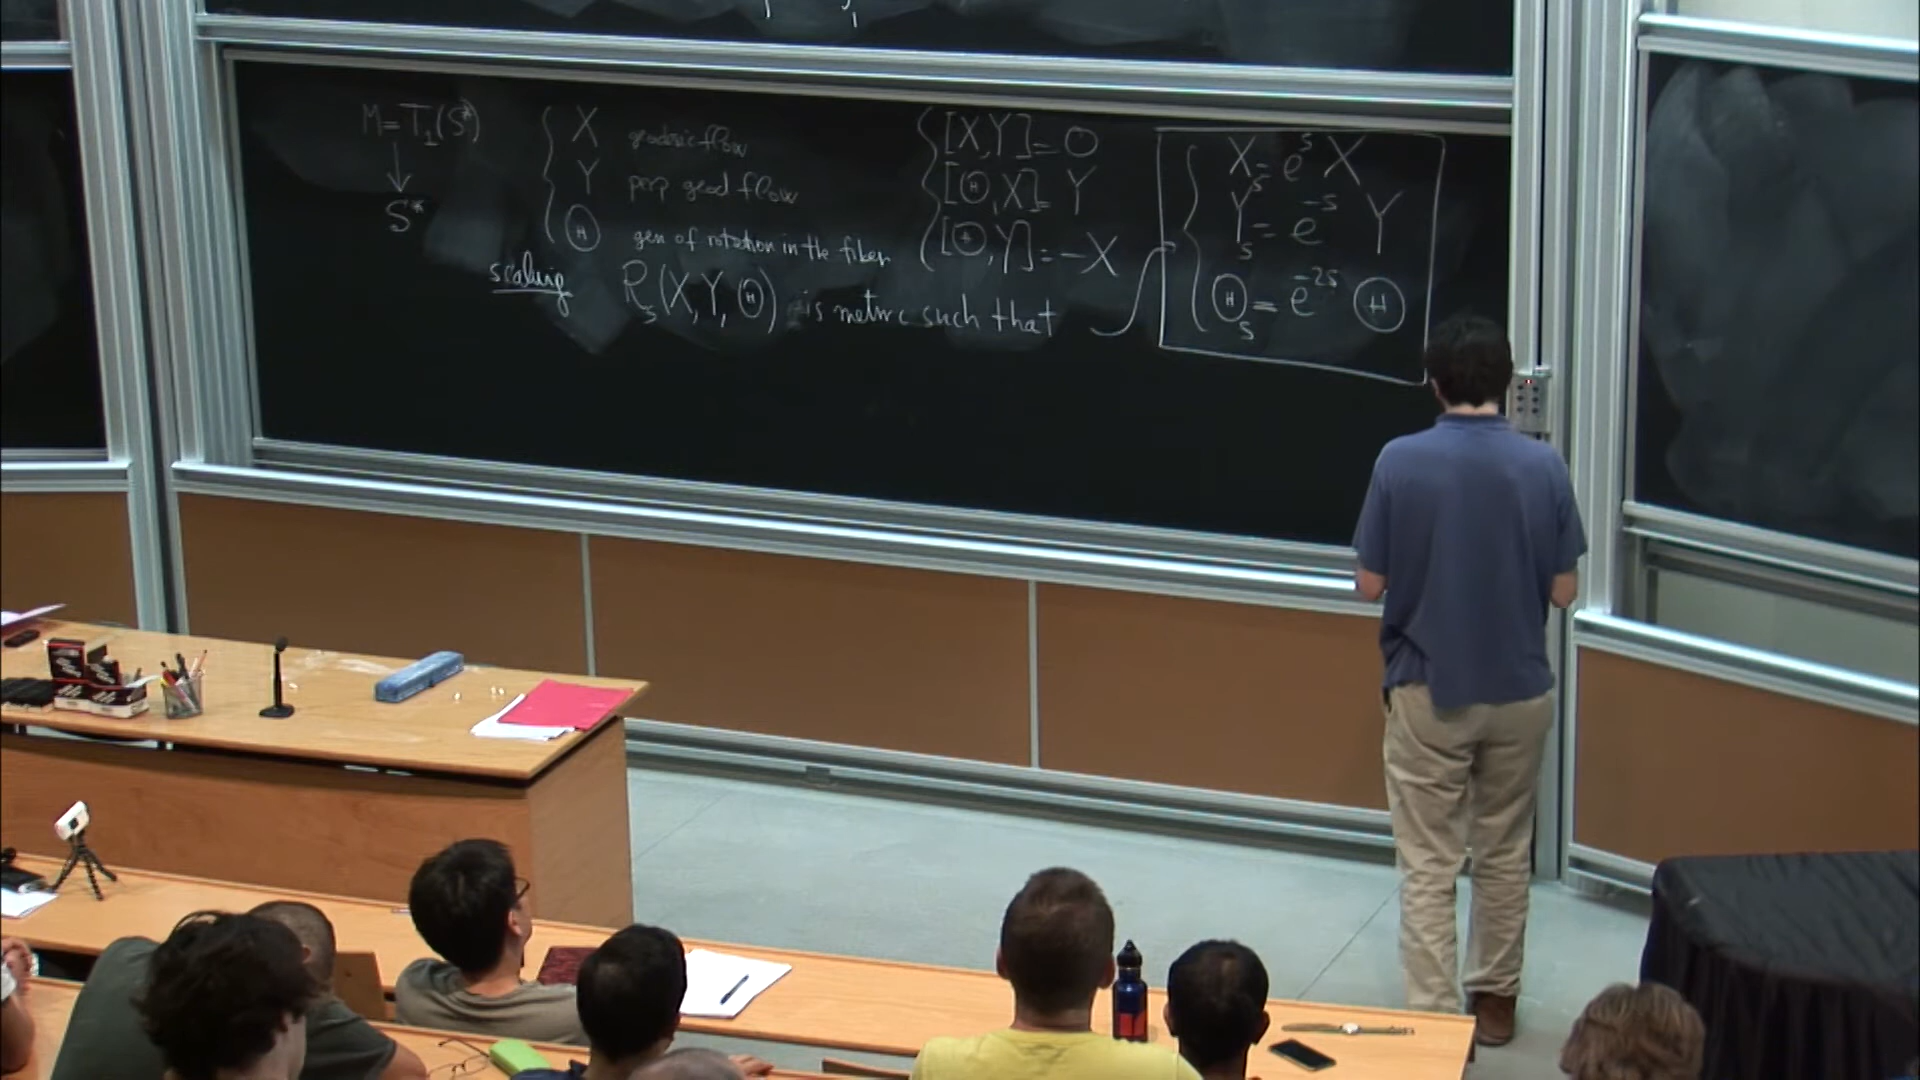 M=T₁(S*)
↓
S*
X geodesic flow
Y perp geod flow
Ⓗ gen of rotation in the fiber
[X,Y]=0
[Ⓗ,X]=Y
[Ⓗ,Y]=-X
scaling R_s(X,Y,Ⓗ) is metric such that
X_s=e^s X
Y_s=e^{-s} Y
Ⓗ_s=e^{-2s} Ⓗ